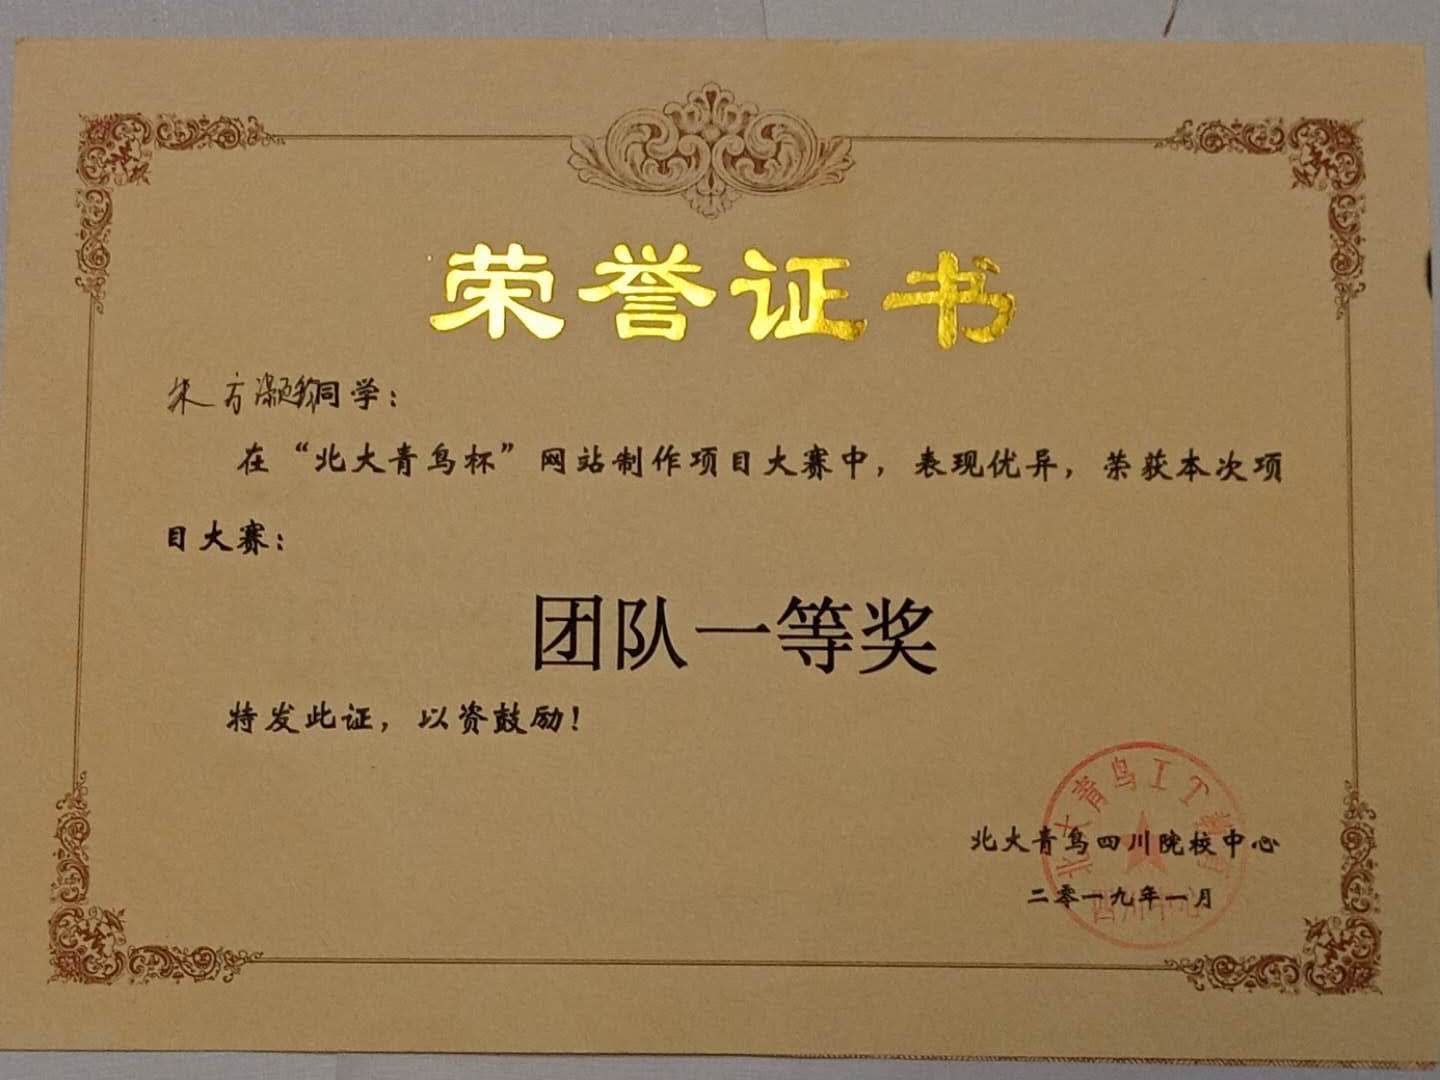 荣誉证书
同学：
在“北大青鸟杯”网站制作项目大赛中，表现优异，荣获本次项
目大赛：
团队一等奖
特发此证，以资鼓励！
北大青鸟IT教育
北大青鸟四川院校中心
二零一九年一月
四川中心